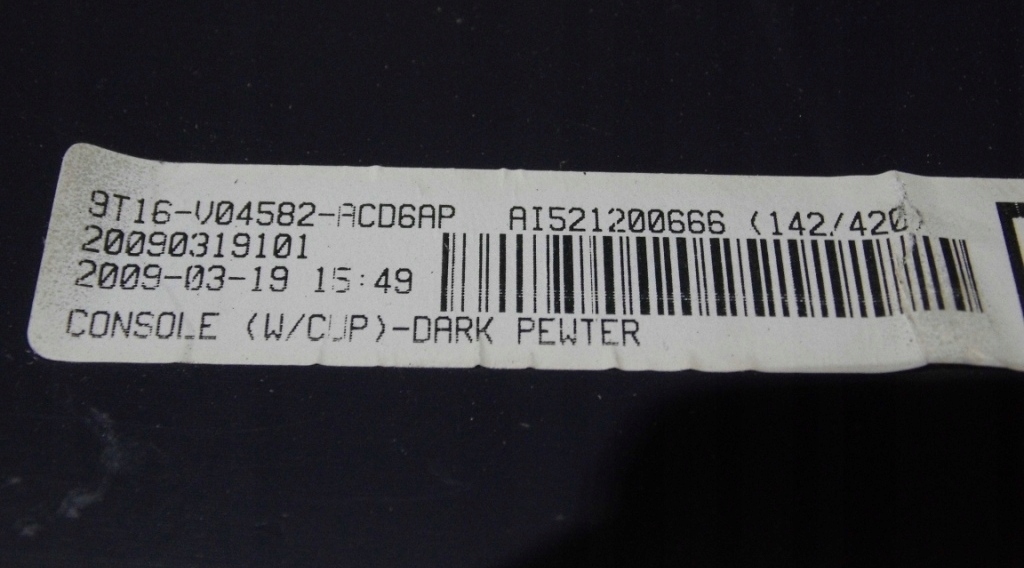 9T16-V04582-ACD6AP AI521200666 (142/420)
20090319101
2009-03-19 15:49
CONSOLE (W/CUP)-DARK PEWTER